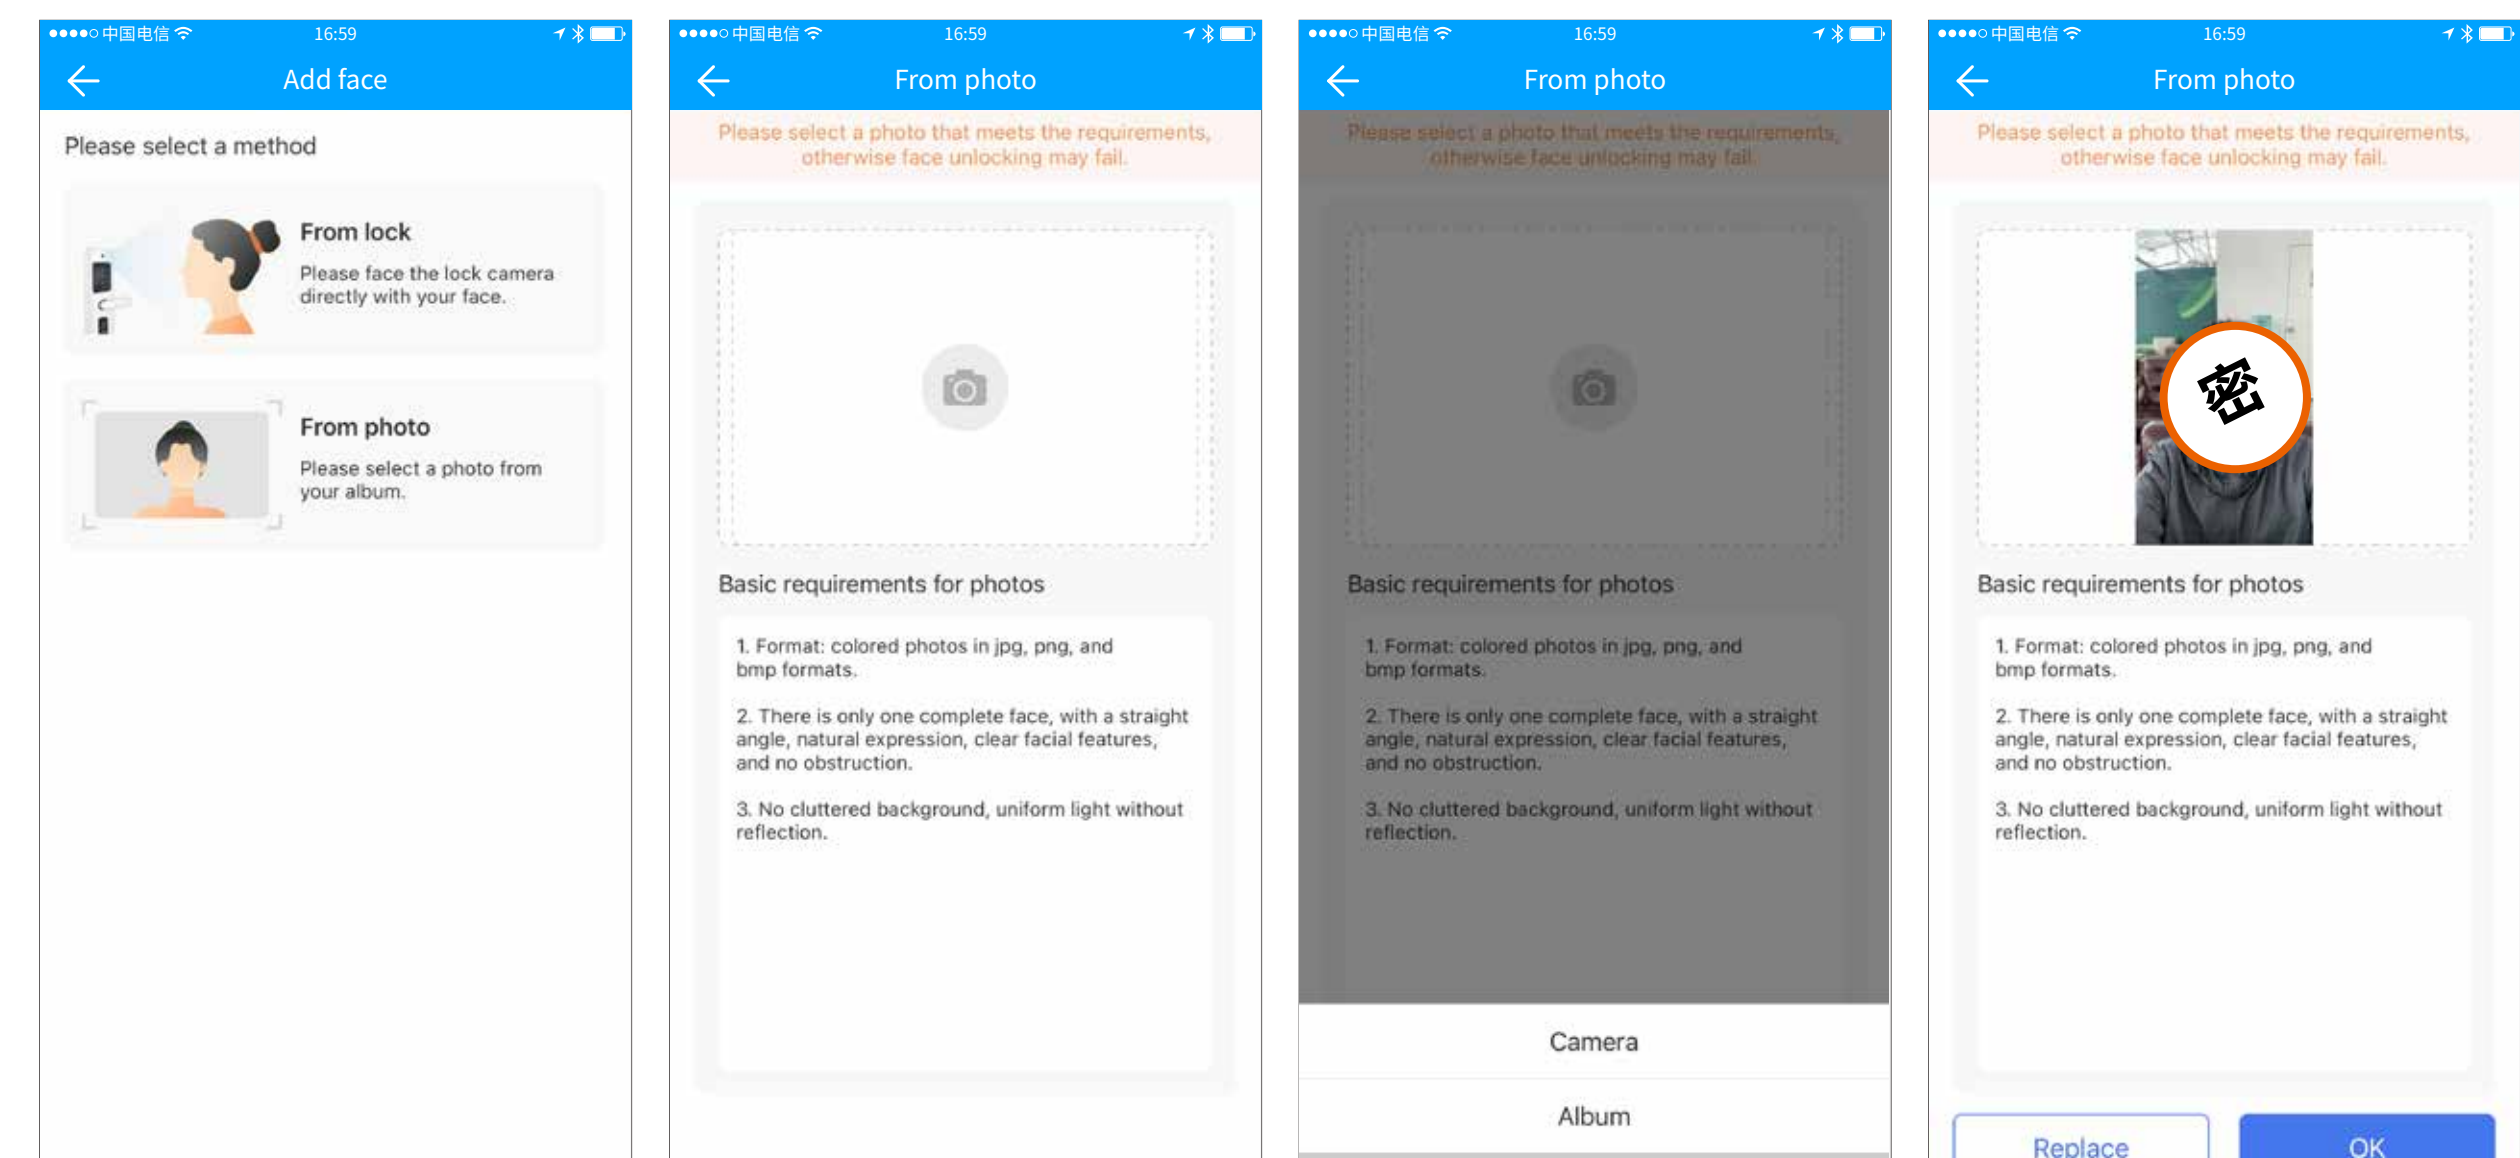 中国电信
16:59
Add face
Please select a method
From lock
Please face the lock camera
directly with your face.
From photo
Please select a photo from
your album.
中国电信
16:59
From photo
Please select a photo that meets the requirements,
otherwise face unlocking may fail.
Basic requirements for photos
1. Format: colored photos in jpg, png, and
bmp formats.
2. There is only one complete face, with a straight
angle, natural expression, clear facial features,
and no obstruction.
3. No cluttered background, uniform light without
reflection.
中国电信
16:59
From photo
Please select a photo that meets the requirements,
otherwise face unlocking may fail.
Basic requirements for photos
1. Format: colored photos in jpg, png, and
bmp formats.
2. There is only one complete face, with a straight
angle, natural expression, clear facial features,
and no obstruction.
3. No cluttered background, uniform light without
reflection.
Camera
Album
中国电信
16:59
From photo
Please select a photo that meets the requirements,
otherwise face unlocking may fail.
密
Basic requirements for photos
1. Format: colored photos in jpg, png, and
bmp formats.
2. There is only one complete face, with a straight
angle, natural expression, clear facial features,
and no obstruction.
3. No cluttered background, uniform light without
reflection.
Replace
OK